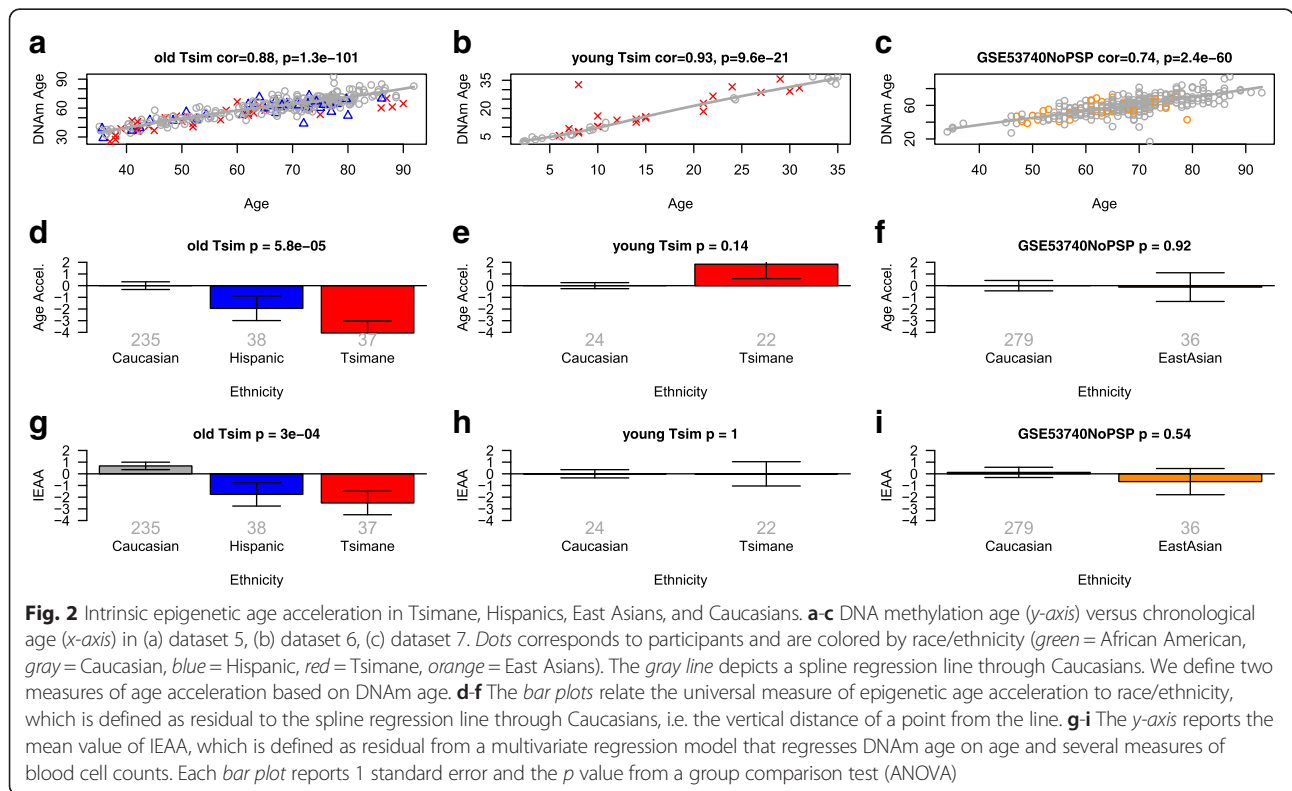 a
old Tsim cor=0.88, p=1.3e−101
DNAm Age
30 60 90
40 50 60 70 80 90
Age
b
young Tsim cor=0.93, p=9.6e−21
DNAm Age
5 20 35
5 10 15 20 25 30 35
Age
c
GSE53740NoPSP cor=0.74, p=2.4e−60
DNAm Age
20 60
40 50 60 70 80 90
Age
d
old Tsim p = 5.8e−05
Age Accel.
2
1
0
−1
−2
−3
−4
235 38 37
Caucasian Hispanic Tsimane
Ethnicity
e
young Tsim p = 0.14
Age Accel.
2
1
0
−1
−2
−3
−4
24 22
Caucasian Tsimane
Ethnicity
f
GSE53740NoPSP p = 0.92
Age Accel.
2
1
0
−1
−2
−3
−4
279 36
Caucasian EastAsian
Ethnicity
g
old Tsim p = 3e−04
IEAA
2
1
0
−1
−2
−3
−4
235 38 37
Caucasian Hispanic Tsimane
Ethnicity
h
young Tsim p = 1
IEAA
2
1
0
−1
−2
−3
−4
24 22
Caucasian Tsimane
Ethnicity
i
GSE53740NoPSP p = 0.54
IEAA
2
1
0
−1
−2
−3
−4
279 36
Caucasian EastAsian
Ethnicity
Fig. 2 Intrinsic epigenetic age acceleration in Tsimane, Hispanics, East Asians, and Caucasians. a-c DNA methylation age (y-axis) versus chronological
age (x-axis) in (a) dataset 5, (b) dataset 6, (c) dataset 7. Dots corresponds to participants and are colored by race/ethnicity (green = African American,
gray = Caucasian, blue = Hispanic, red = Tsimane, orange = East Asians). The gray line depicts a spline regression line through Caucasians. We define two
measures of age acceleration based on DNAm age. d-f The bar plots relate the universal measure of epigenetic age acceleration to race/ethnicity,
which is defined as residual to the spline regression line through Caucasians, i.e. the vertical distance of a point from the line. g-i The y-axis reports the
mean value of IEAA, which is defined as residual from a multivariate regression model that regresses DNAm age on age and several measures of
blood cell counts. Each bar plot reports 1 standard error and the p value from a group comparison test (ANOVA)